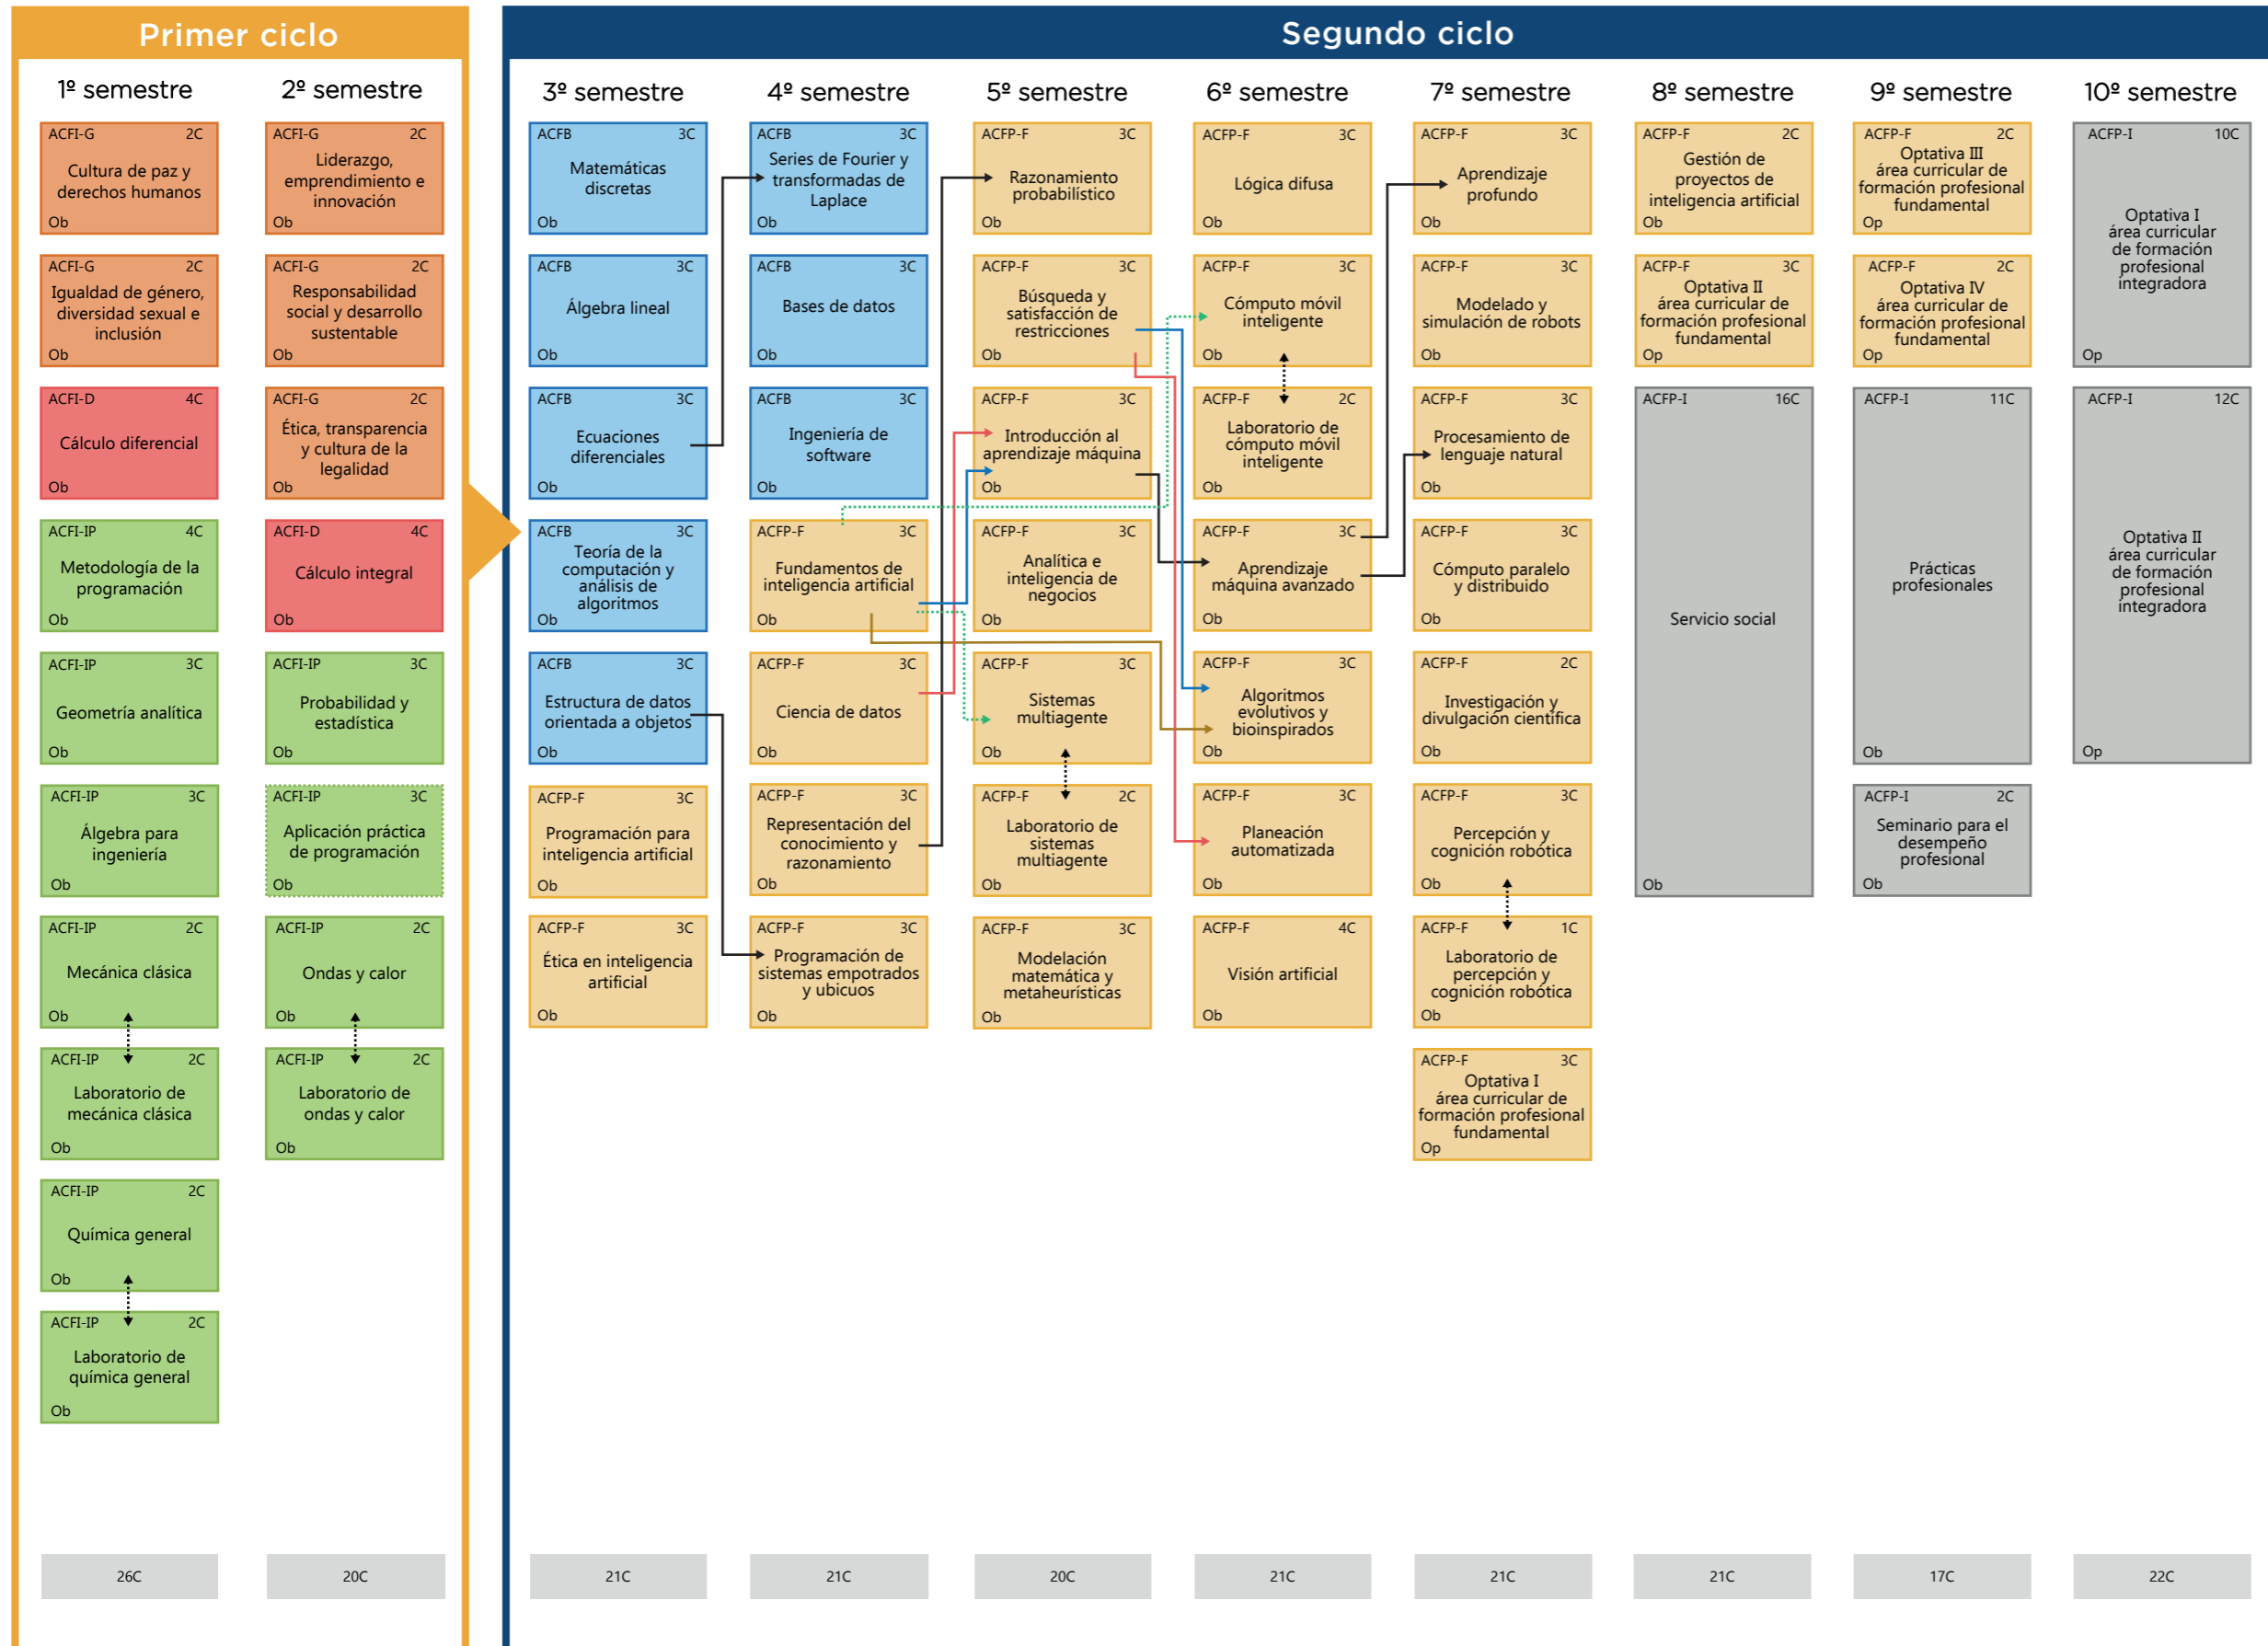 Primer ciclo
1º semestre
ACFI-G 2C
Cultura de paz y
derechos humanos
Ob
ACFI-G 2C
Igualdad de género,
diversidad sexual e
inclusión
Ob
ACFI-D 4C
Cálculo diferencial
Ob
ACFI-IP 4C
Metodología de la
programación
Ob
ACFI-IP 3C
Geometría analítica
Ob
ACFI-IP 3C
Álgebra para
ingeniería
Ob
ACFI-IP 2C
Mecánica clásica
Ob
ACFI-IP 2C
Laboratorio de
mecánica clásica
Ob
ACFI-IP 2C
Química general
Ob
ACFI-IP 2C
Laboratorio de
química general
Ob
26C
2º semestre
ACFI-G 2C
Liderazgo,
emprendimiento e
innovación
Ob
ACFI-G 2C
Responsabilidad
social y desarrollo
sustentable
Ob
ACFI-G 2C
Ética, transparencia
y cultura de la
legalidad
Ob
ACFI-D 4C
Cálculo integral
Ob
ACFI-IP 3C
Probabilidad y
estadística
Ob
ACFI-IP 3C
Aplicación práctica
de programación
Ob
ACFI-IP 2C
Ondas y calor
Ob
ACFI-IP 2C
Laboratorio de
ondas y calor
Ob
20C
Segundo ciclo
3º semestre
ACFB 3C
Matemáticas
discretas
Ob
ACFB 3C
Álgebra lineal
Ob
ACFB 3C
Ecuaciones
diferenciales
Ob
ACFB 3C
Teoría de la
computación y
análisis de
algoritmos
Ob
ACFB 3C
Estructura de datos
orientada a objetos
Ob
ACFP-F 3C
Programación para
inteligencia artificial
Ob
ACFP-F 3C
Ética en inteligencia
artificial
Ob
21C
4º semestre
ACFB 3C
Series de Fourier y
transformadas de
Laplace
Ob
ACFB 3C
Bases de datos
Ob
ACFB 3C
Ingeniería de
software
Ob
ACFP-F 3C
Fundamentos de
inteligencia artificial
Ob
ACFP-F 3C
Ciencia de datos
Ob
ACFP-F 3C
Representación del
conocimiento y
razonamiento
Ob
ACFP-F 3C
Programación de
sistemas empotrados
y ubicuos
Ob
21C
5º semestre
ACFP-F 3C
Razonamiento
probabilístico
Ob
ACFP-F 3C
Búsqueda y
satisfacción de
restricciones
Ob
ACFP-F 3C
Introducción al
aprendizaje máquina
Ob
ACFP-F 3C
Analítica e
inteligencia de
negocios
Ob
ACFP-F 3C
Sistemas
multiagente
Ob
ACFP-F 2C
Laboratorio de
sistemas
multiagente
Ob
ACFP-F 3C
Modelación
matemática y
metaheurísticas
Ob
20C
6º semestre
ACFP-F 3C
Lógica difusa
Ob
ACFP-F 3C
Cómputo móvil
inteligente
Ob
ACFP-F 2C
Laboratorio de
cómputo móvil
inteligente
Ob
ACFP-F 3C
Aprendizaje
máquina avanzado
Ob
ACFP-F 3C
Algoritmos
evolutivos y
bioinspirados
Ob
ACFP-F 3C
Planeación
automatizada
Ob
ACFP-F 4C
Visión artificial
Ob
21C
7º semestre
ACFP-F 3C
Aprendizaje
profundo
Ob
ACFP-F 3C
Modelado y
simulación de robots
Ob
ACFP-F 3C
Procesamiento de
lenguaje natural
Ob
ACFP-F 3C
Cómputo paralelo
y distribuido
Ob
ACFP-F 2C
Investigación y
divulgación científica
Ob
ACFP-F 3C
Percepción y
cognición robótica
Ob
ACFP-F 1C
Laboratorio de
percepción y
cognición robótica
Ob
ACFP-F 3C
Optativa I
área curricular de
formación profesional
fundamental
Op
21C
8º semestre
ACFP-F 2C
Gestión de
proyectos de
inteligencia artificial
Ob
ACFP-F 3C
Optativa II
área curricular de
formación profesional
fundamental
Op
ACFP-I 16C
Servicio social
Ob
21C
9º semestre
ACFP-F 2C
Optativa III
área curricular de
formación profesional
fundamental
Op
ACFP-F 2C
Optativa IV
área curricular de
formación profesional
fundamental
Op
ACFP-I 11C
Prácticas
profesionales
Ob
ACFP-I 2C
Seminario para el
desempeño
profesional
Ob
17C
10º semestre
ACFP-I 10C
Optativa I
área curricular
de formación
profesional
integradora
Op
ACFP-I 12C
Optativa II
área curricular
de formación
profesional
integradora
Op
22C